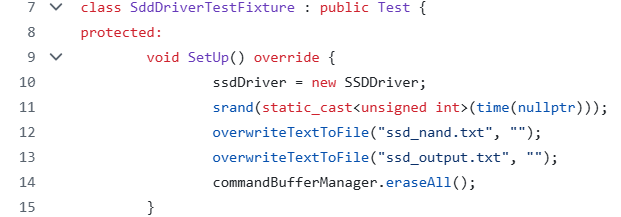 7 class SddDriverTestFixture : public Test {
8 protected:
9 void SetUp() override {
10 ssdDriver = new SSDDriver;
11 srand(static_cast<unsigned int>(time(nullptr)));
12 overwriteTextToFile("ssd_nand.txt", "");
13 overwriteTextToFile("ssd_output.txt", "");
14 commandBufferManager.eraseAll();
15 }